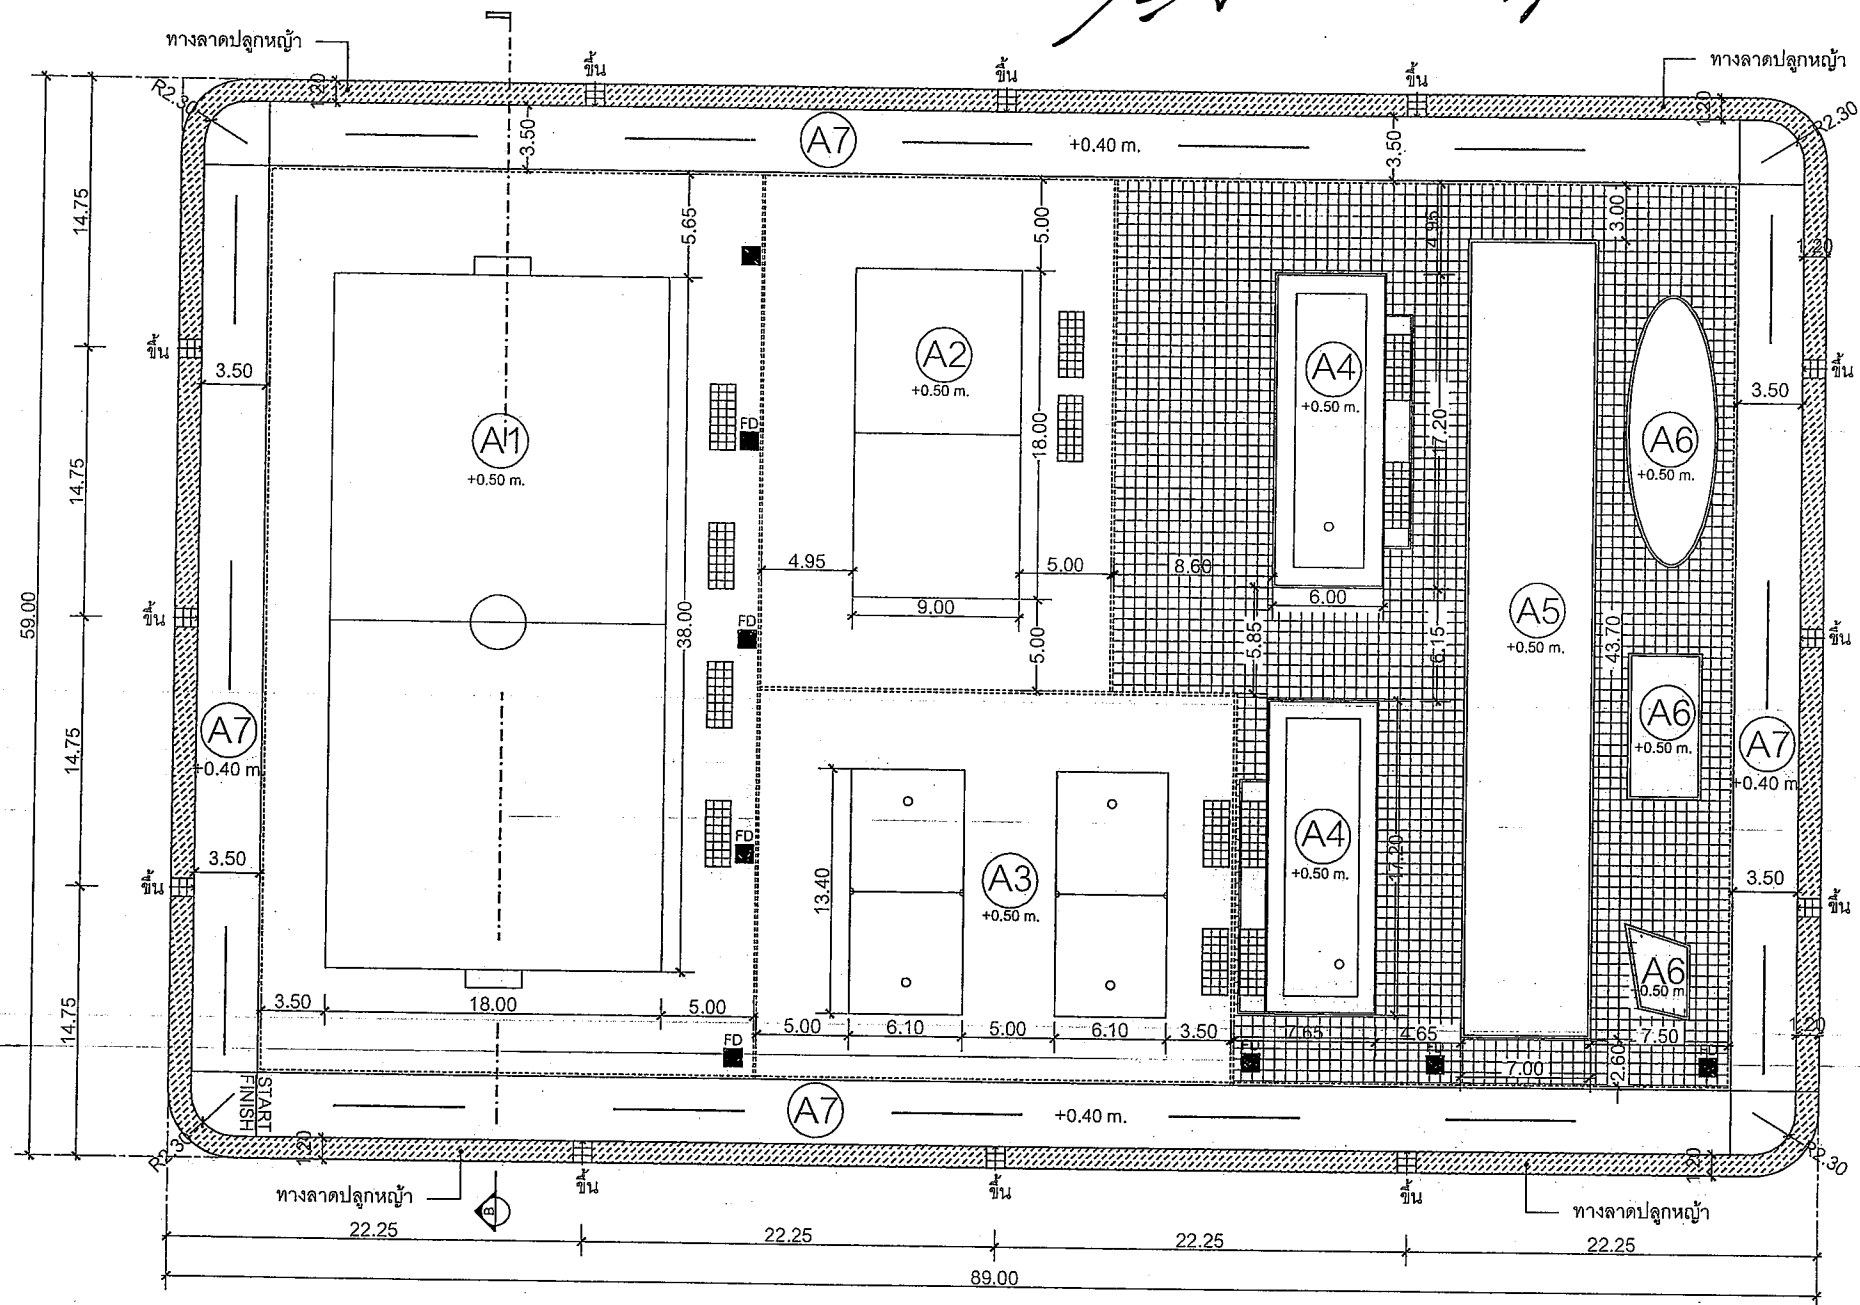 ทางลาดปลูกหญ้า
ขึ้น
ขึ้น
ขึ้น
ทางลาดปลูกหญ้า
R2.30
1.20
1.20
R2.30
3.50
A7
+0.40 m.
3.50
14.75
5.65
5.00
4.95
3.00
1.20
ขึ้น
3.50
A2
+0.50 m.
A4
+0.50 m.
ขึ้น
3.50
A1
+0.50 m.
FD
18.00
17.20
A6
+0.50 m.
14.75
59.00
4.95
5.00
8.60
9.00
6.00
ขึ้น
38.00
FD
5.00
5.85
6.15
A5
+0.50 m.
43.70
ขึ้น
A7
+0.40 m
14.75
A6
+0.50 m.
A7
+0.40 m
3.50
FD
13.40
A3
+0.50 m.
A4
+0.50 m.
17.20
3.50
ขึ้น
ขึ้น
A6
+0.50 m
14.75
3.50
18.00
5.00
5.00
6.10
5.00
6.10
3.50
7.65
4.65
7.50
1.20
FD
7.00
2.60
START
FINISH
A7
+0.40 m.
R2.30
1.20
1.20
R2.30
ทางลาดปลูกหญ้า
B
ขึ้น
ขึ้น
ขึ้น
ทางลาดปลูกหญ้า
22.25
22.25
22.25
22.25
89.00